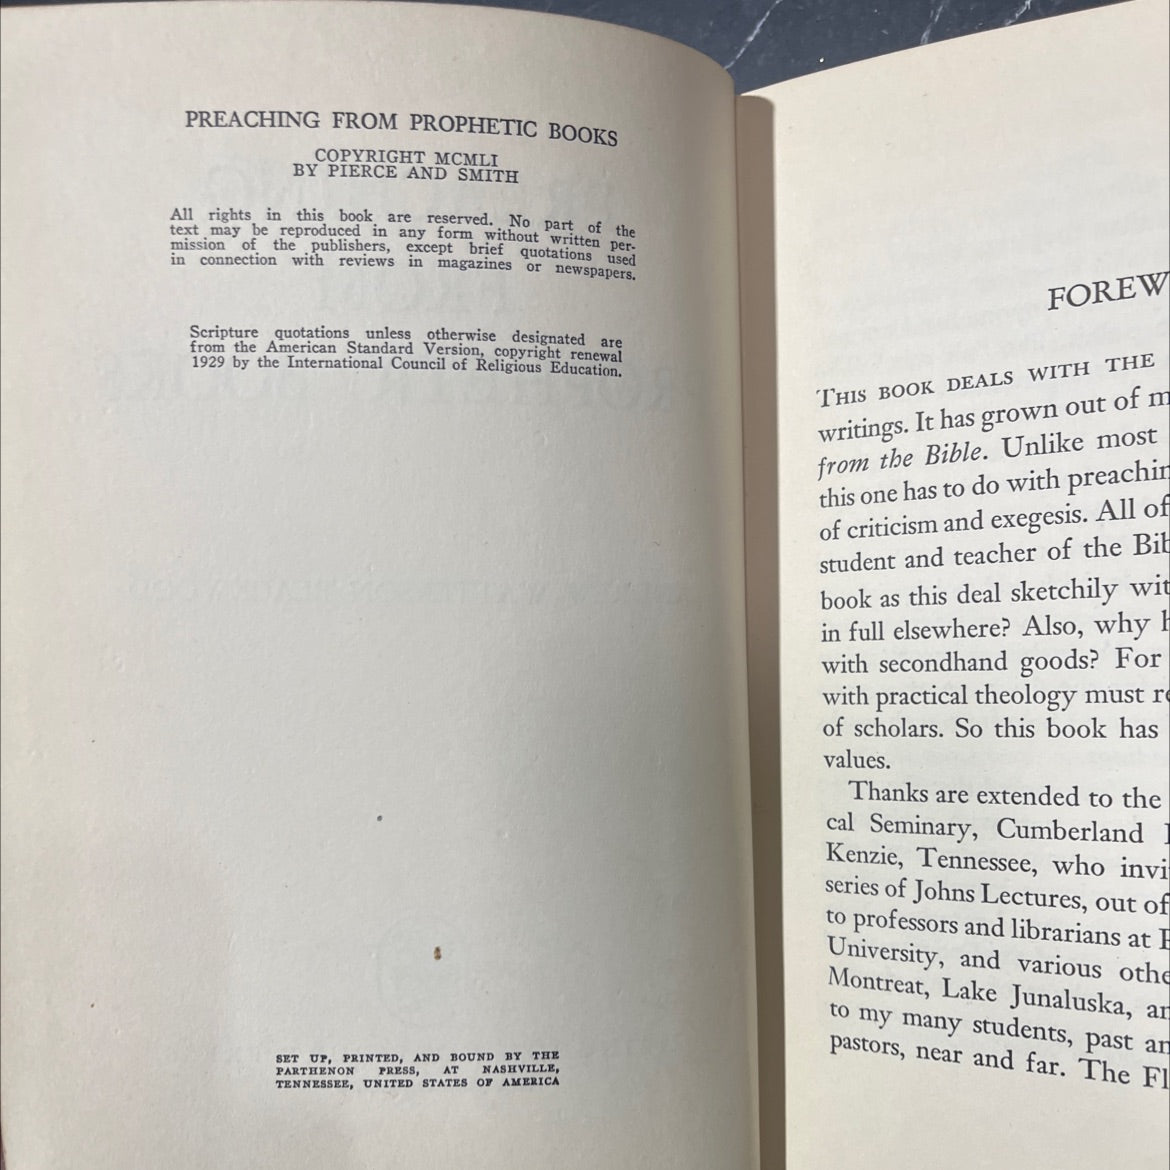 PREACHING FROM PROPHETIC BOOKS
COPYRIGHT MCMLI
BY PIERCE AND SMITH
All rights in this book are reserved. No part of the
text may be reproduced in any form without written per-
mission of the publishers, except brief quotations used
in connection with reviews in magazines or newspapers.
Scripture quotations unless otherwise designated are
from the American Standard Version, copyright renewal
1929 by the International Council of Religious Education.
SET UP, PRINTED, AND BOUND BY THE
PARTHENON PRESS, AT NASHVILLE,
TENNESSEE, UNITED STATES OF AMERICA
FOREW
THIS BOOK DEALS WITH THE
writings. It has grown out of m
from the Bible. Unlike most
this one has to do with preachin
of criticism and exegesis. All of
student and teacher of the Bib
book as this deal sketchily wit
in full elsewhere? Also, why h
with secondhand goods? For
with practical theology must re
of scholars. So this book has
values.
Thanks are extended to the
cal Seminary, Cumberland
Kenzie, Tennessee, who invi
series of Johns Lectures, out of
to professors and librarians at
University, and various othe
Montreat, Lake Junaluska, an
to my many students, past an
pastors, near and far. The Fl